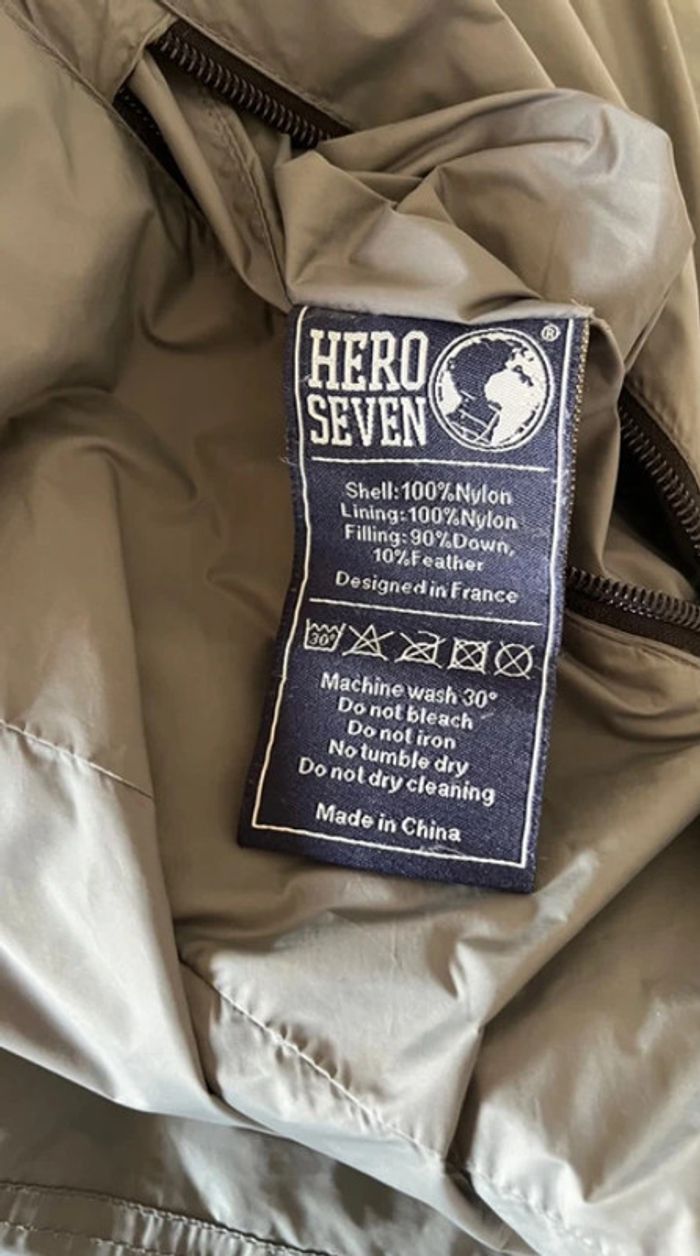 HERO
SEVEN
®
Shell:100%Nylon
Lining:100%Nylon
Filling:90%Down,
10%Feather
Designed in France
30°
Machine wash 30°
Do not bleach
Do not iron
No tumble dry
Do not dry cleaning
Made in China